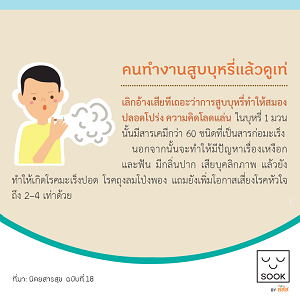 คนทำงานสูบบุหรี่แล้วดูเท่
เลิกอ้างเสียทีเถอะว่าการสูบบุหรี่ทำให้สมอง
ปลอดโปร่ง ความคิดโลดแล่น ในบุหรี่ 1 มวน
นั้นมีสารเคมีกว่า 60 ชนิดที่เป็นสารก่อมะเร็ง
นอกจากนั้นจะทำให้มีปัญหาเรื่องเหงือก
และฟัน มีกลิ่นปาก เสียบุคลิกภาพ แล้วยัง
ทำให้เกิดโรคมะเร็งปอด โรคถุงลมโป่งพอง แถมยังเพิ่มโอกาสเสี่ยงโรคหัวใจ
ถึง 2–4 เท่าด้วย
ที่มา: นิตยสารสุข ฉบับที่ 18
SOOK
BY สสส